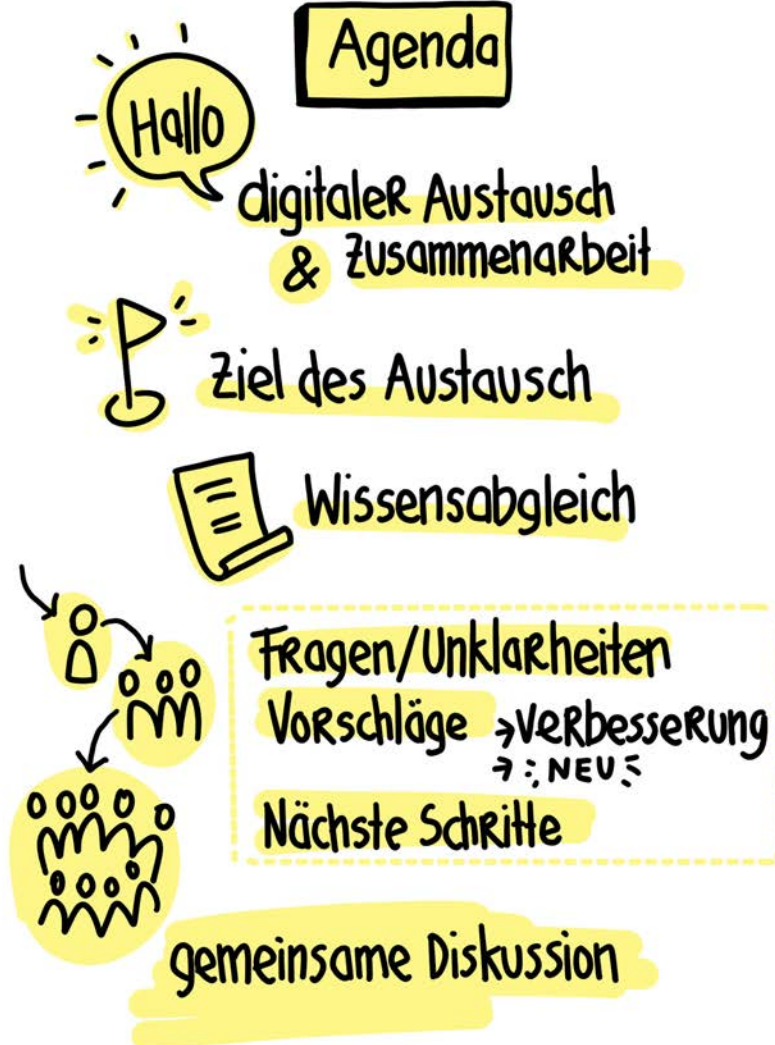 Agenda
Hallo
digitaler Austausch
& Zusammenarbeit
Ziel des Austausch
Wissensabgleich
Fragen/Unklarheiten
Vorschläge → Verbesserung
→ NEU
Nächste Schritte
gemeinsame Diskussion